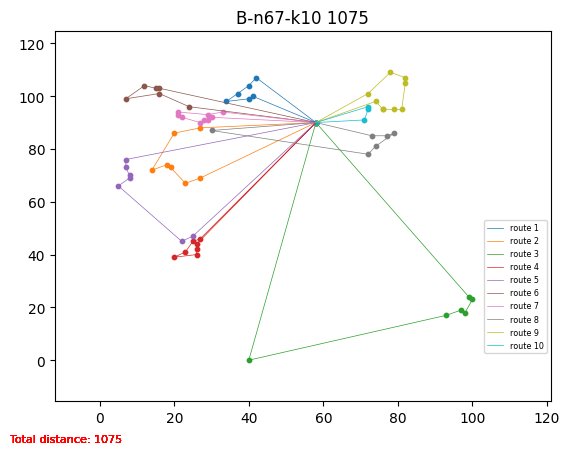 B-n67-k10 1075
120
100
80
60
40
20
0
0 20 40 60 80 100 120
route 1
route 2
route 3
route 4
route 5
route 6
route 7
route 8
route 9
route 10
Total distance: 1075